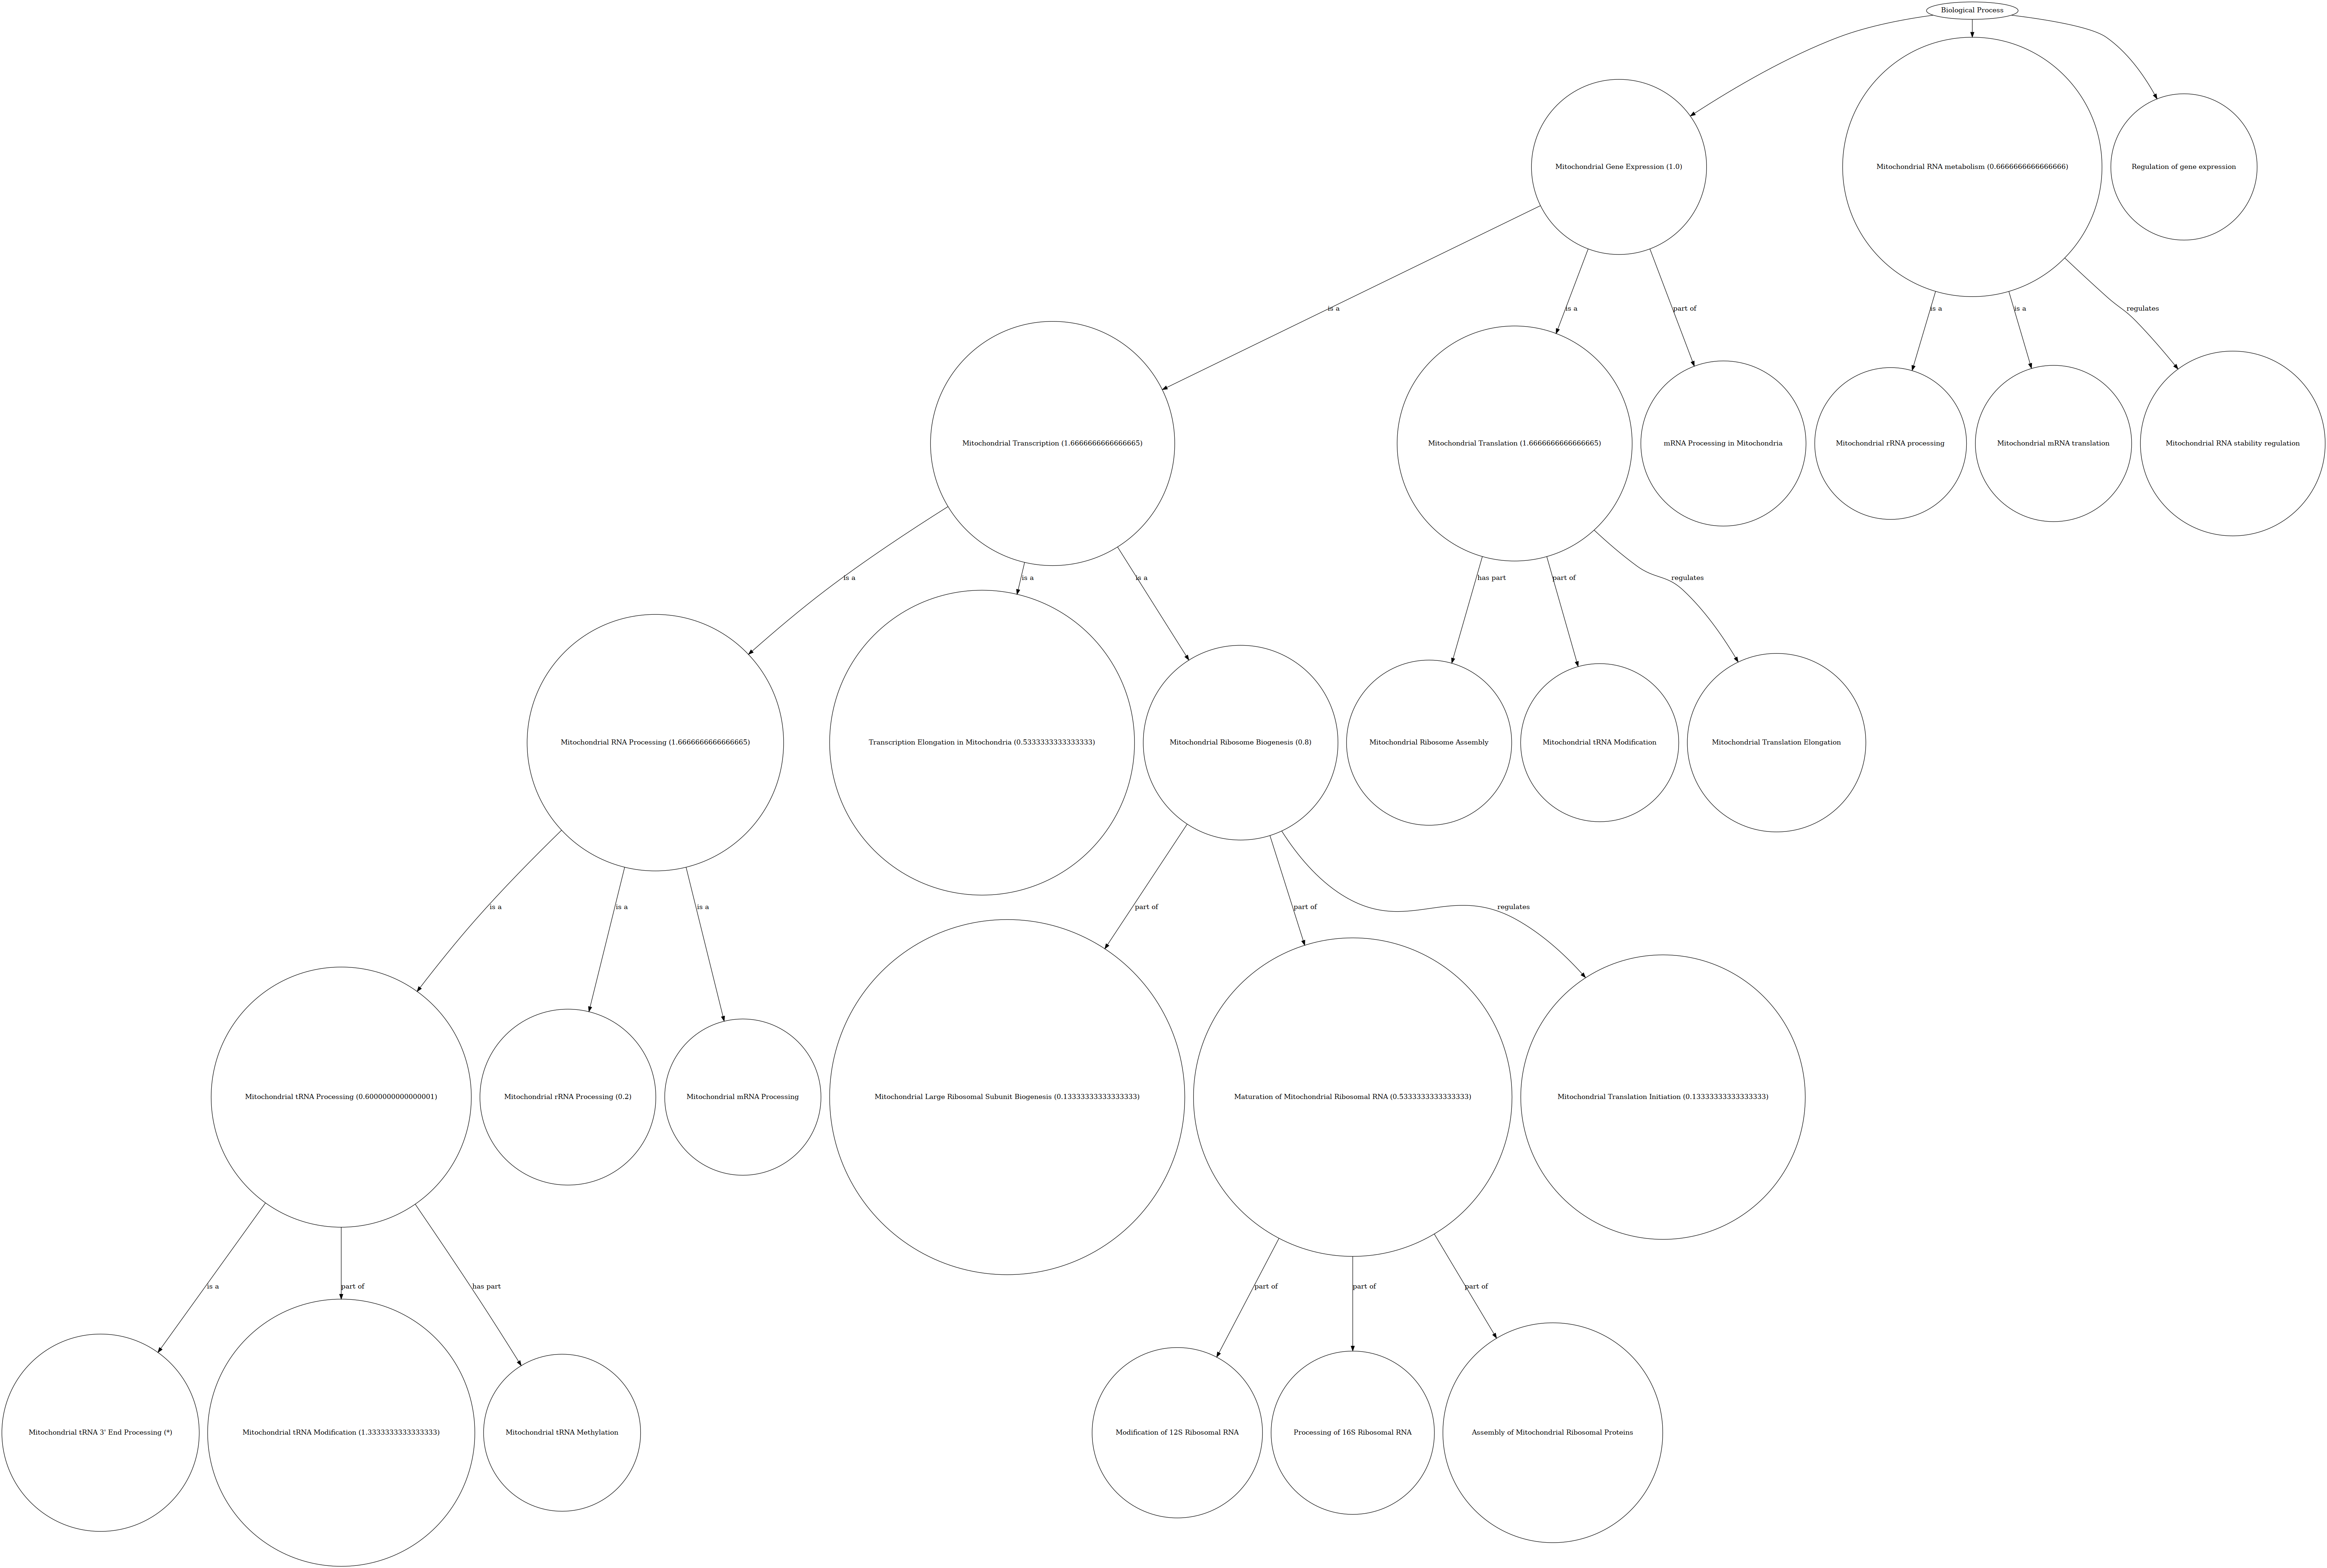 Biological Process
Mitochondrial Gene Expression (1.0)
Mitochondrial RNA metabolism (0.6666666666666666)
Regulation of gene expression
is a
is a
part of
is a
is a
regulates
Mitochondrial Transcription (1.6666666666666665)
Mitochondrial Translation (1.6666666666666665)
mRNA Processing in Mitochondria
Mitochondrial rRNA processing
Mitochondrial mRNA translation
Mitochondrial RNA stability regulation
is a
is a
is a
has part
part of
regulates
Mitochondrial RNA Processing (1.6666666666666665)
Transcription Elongation in Mitochondria (0.5333333333333333)
Mitochondrial Ribosome Biogenesis (0.8)
Mitochondrial Ribosome Assembly
Mitochondrial tRNA Modification
Mitochondrial Translation Elongation
is a
is a
is a
part of
part of
regulates
Mitochondrial tRNA Processing (0.6000000000000001)
Mitochondrial rRNA Processing (0.2)
Mitochondrial mRNA Processing
Mitochondrial Large Ribosomal Subunit Biogenesis (0.13333333333333333)
Maturation of Mitochondrial Ribosomal RNA (0.5333333333333333)
Mitochondrial Translation Initiation (0.13333333333333333)
is a
part of
has part
part of
part of
part of
Mitochondrial tRNA 3' End Processing (*)
Mitochondrial tRNA Modification (1.3333333333333333)
Mitochondrial tRNA Methylation
Modification of 12S Ribosomal RNA
Processing of 16S Ribosomal RNA
Assembly of Mitochondrial Ribosomal Proteins